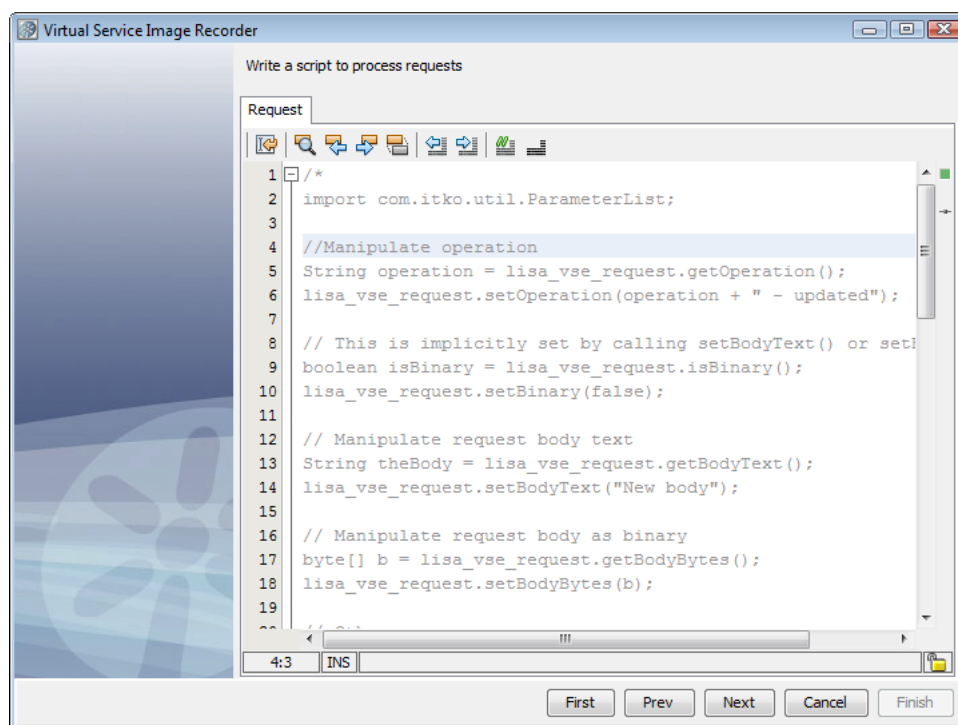 Virtual Service Image Recorder
Write a script to process requests
Request
1 /*
2 import com.itko.util.ParameterList;
3
4 //Manipulate operation
5 String operation = lisa_vse_request.getOperation();
6 lisa_vse_request.setOperation(operation + " - updated");
7
8 // This is implicitly set by calling setBodyText() or
9 boolean isBinary = lisa_vse_request.isBinary();
10 lisa_vse_request.setBinary(false);
11
12 // Manipulate request body text
13 String theBody = lisa_vse_request.getBodyText();
14 lisa_vse_request.setBodyText("New body");
15
16 // Manipulate request body as binary
17 byte[] b = lisa_vse_request.getBodyBytes();
18 lisa_vse_request.setBodyBytes(b);
19
4:3 INS
First Prev Next Cancel Finish